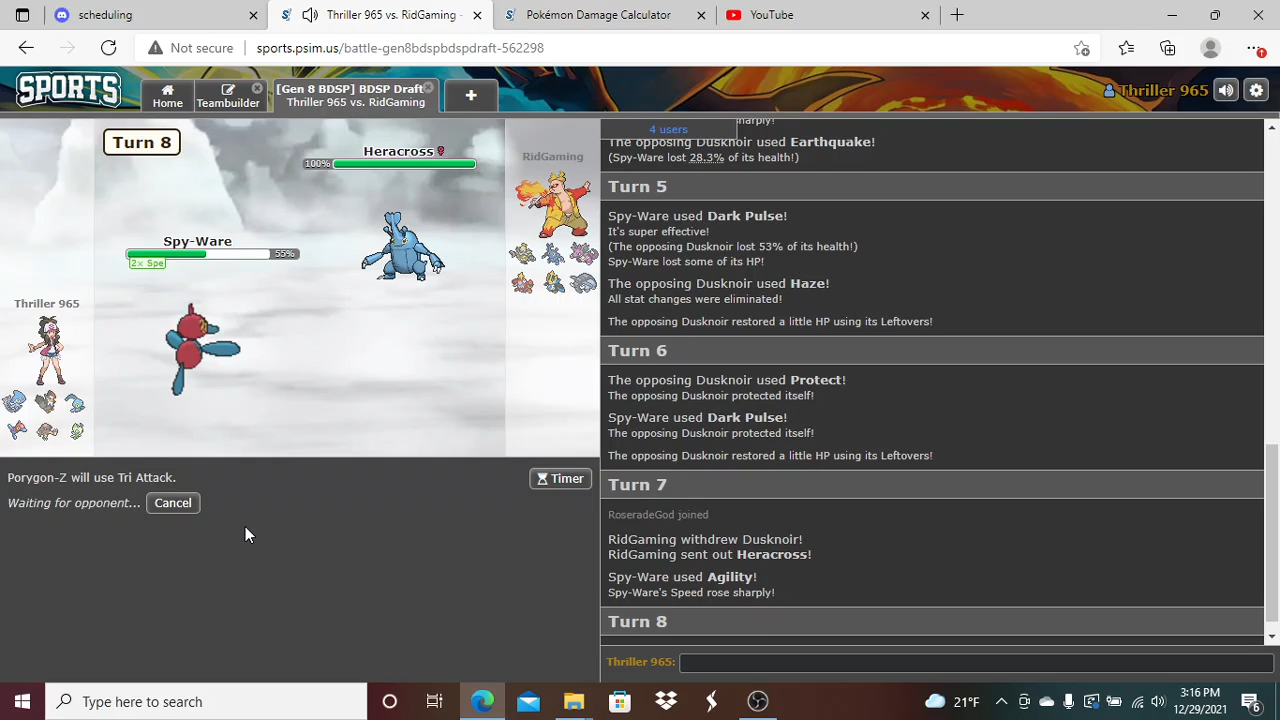 scheduling
Thriller 965 vs. RidGaming -
Pokémon Damage Calculator
YouTube
Not secure
sports.psim.us/battle-gen8bdspbdspdraft-562298
SPORTS
Home
Teambuilder
[Gen 8 BDSP] BDSP Draft
Thriller 965 vs. RidGaming
Thriller 965
Turn 8
Heracross
100%
RidGaming
Spy-Ware
55%
2x Spe
Thriller 965
Porygon-Z will use Tri Attack.
Timer
Waiting for opponent... Cancel
4 users
sharply!
The opposing Dusknoir used Earthquake!
(Spy-Ware lost 28.3% of its health!)
Turn 5
Spy-Ware used Dark Pulse!
It's super effective!
(The opposing Dusknoir lost 53% of its health!)
Spy-Ware lost some of its HP!
The opposing Dusknoir used Haze!
All stat changes were eliminated!
The opposing Dusknoir restored a little HP using its Leftovers!
Turn 6
The opposing Dusknoir used Protect!
The opposing Dusknoir protected itself!
Spy-Ware used Dark Pulse!
The opposing Dusknoir protected itself!
The opposing Dusknoir restored a little HP using its Leftovers!
Turn 7
RoseradeGod joined
RidGaming withdrew Dusknoir!
RidGaming sent out Heracross!
Spy-Ware used Agility!
Spy-Ware's Speed rose sharply!
Turn 8
Thriller 965:
Type here to search
21°F
3:16 PM
12/29/2021
6